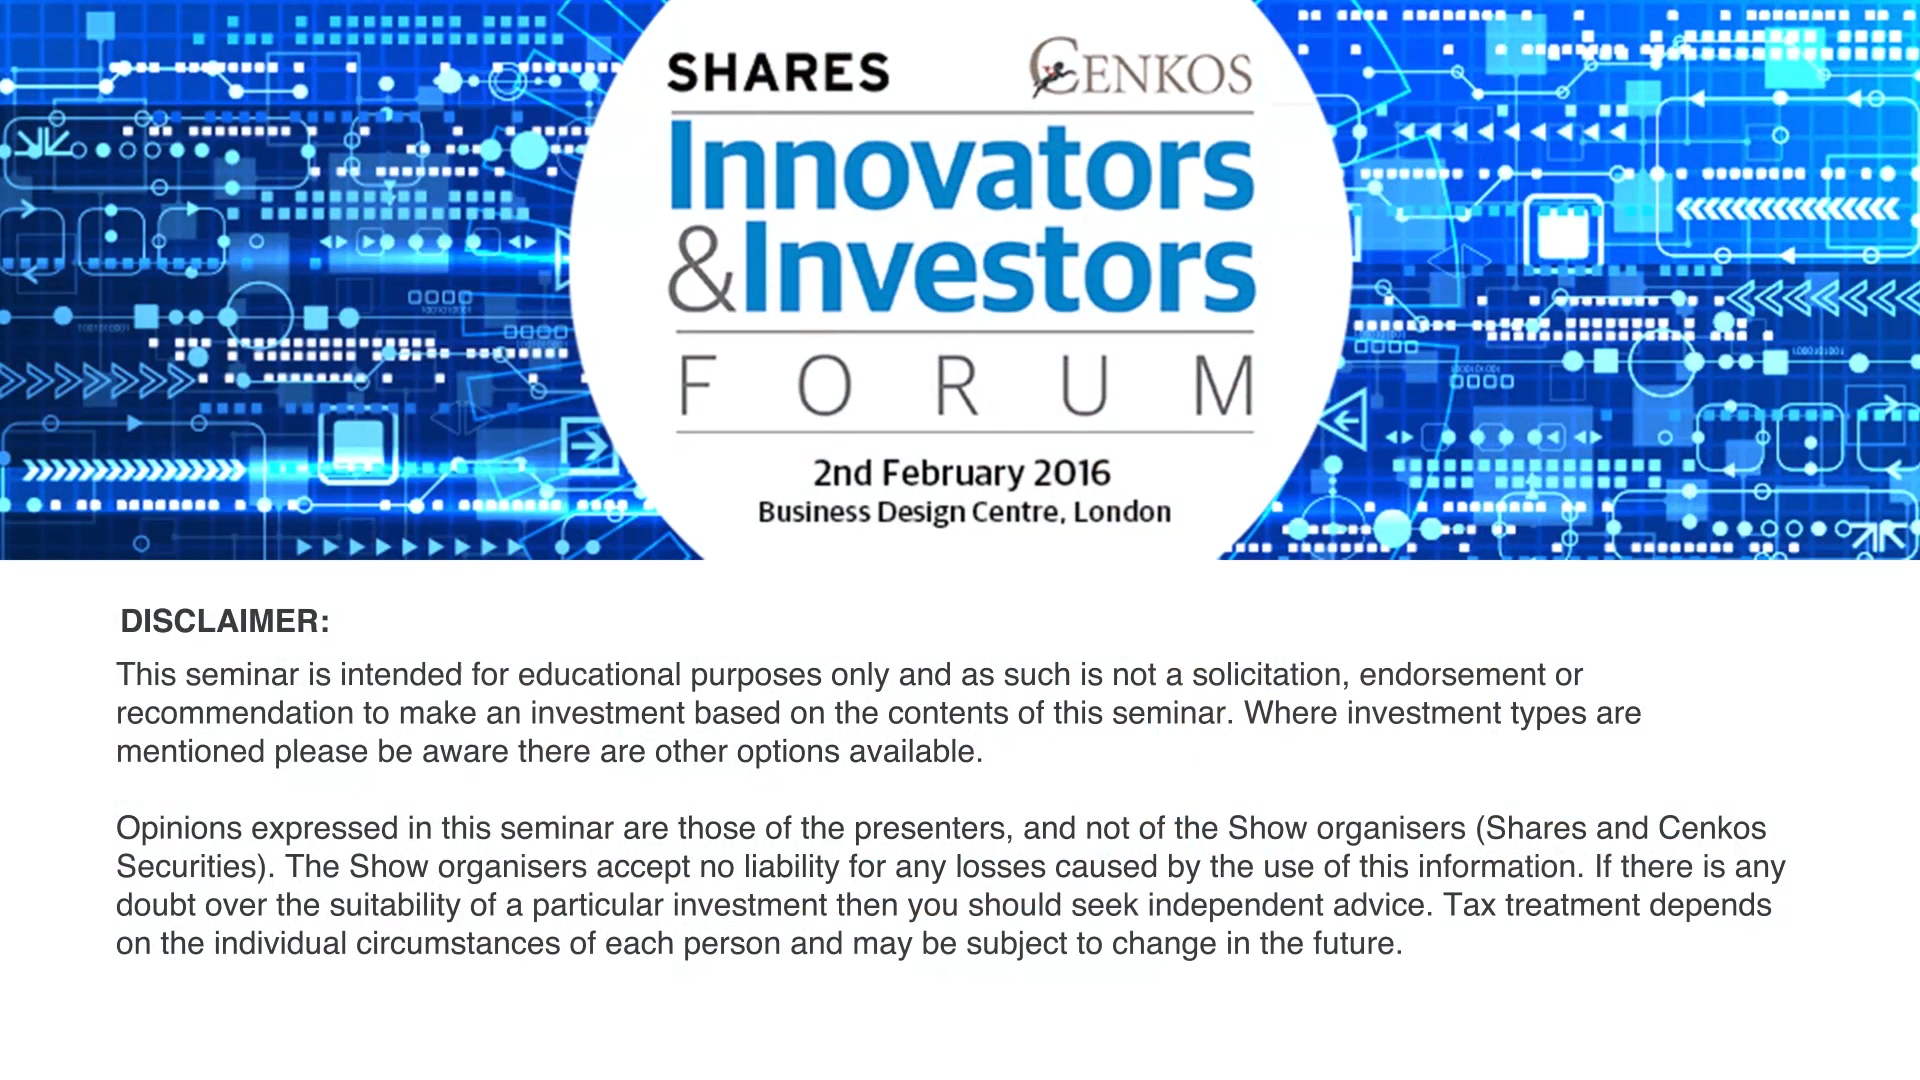 SHARES CENKOS
Innovators
&Investors
FORUM
2nd February 2016
Business Design Centre, London
DISCLAIMER:
This seminar is intended for educational purposes only and as such is not a solicitation, endorsement or
recommendation to make an investment based on the contents of this seminar. Where investment types are
mentioned please be aware there are other options available.
Opinions expressed in this seminar are those of the presenters, and not of the Show organisers (Shares and Cenkos
Securities). The Show organisers accept no liability for any losses caused by the use of this information. If there is any
doubt over the suitability of a particular investment then you should seek independent advice. Tax treatment depends
on the individual circumstances of each person and may be subject to change in the future.